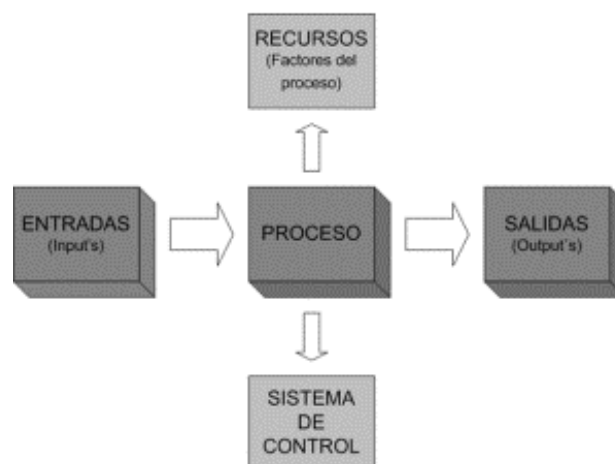 RECURSOS
(Factores del
proceso)
ENTRADAS
(Input's)
PROCESO
SALIDAS
(Output´s)
SISTEMA
DE
CONTROL